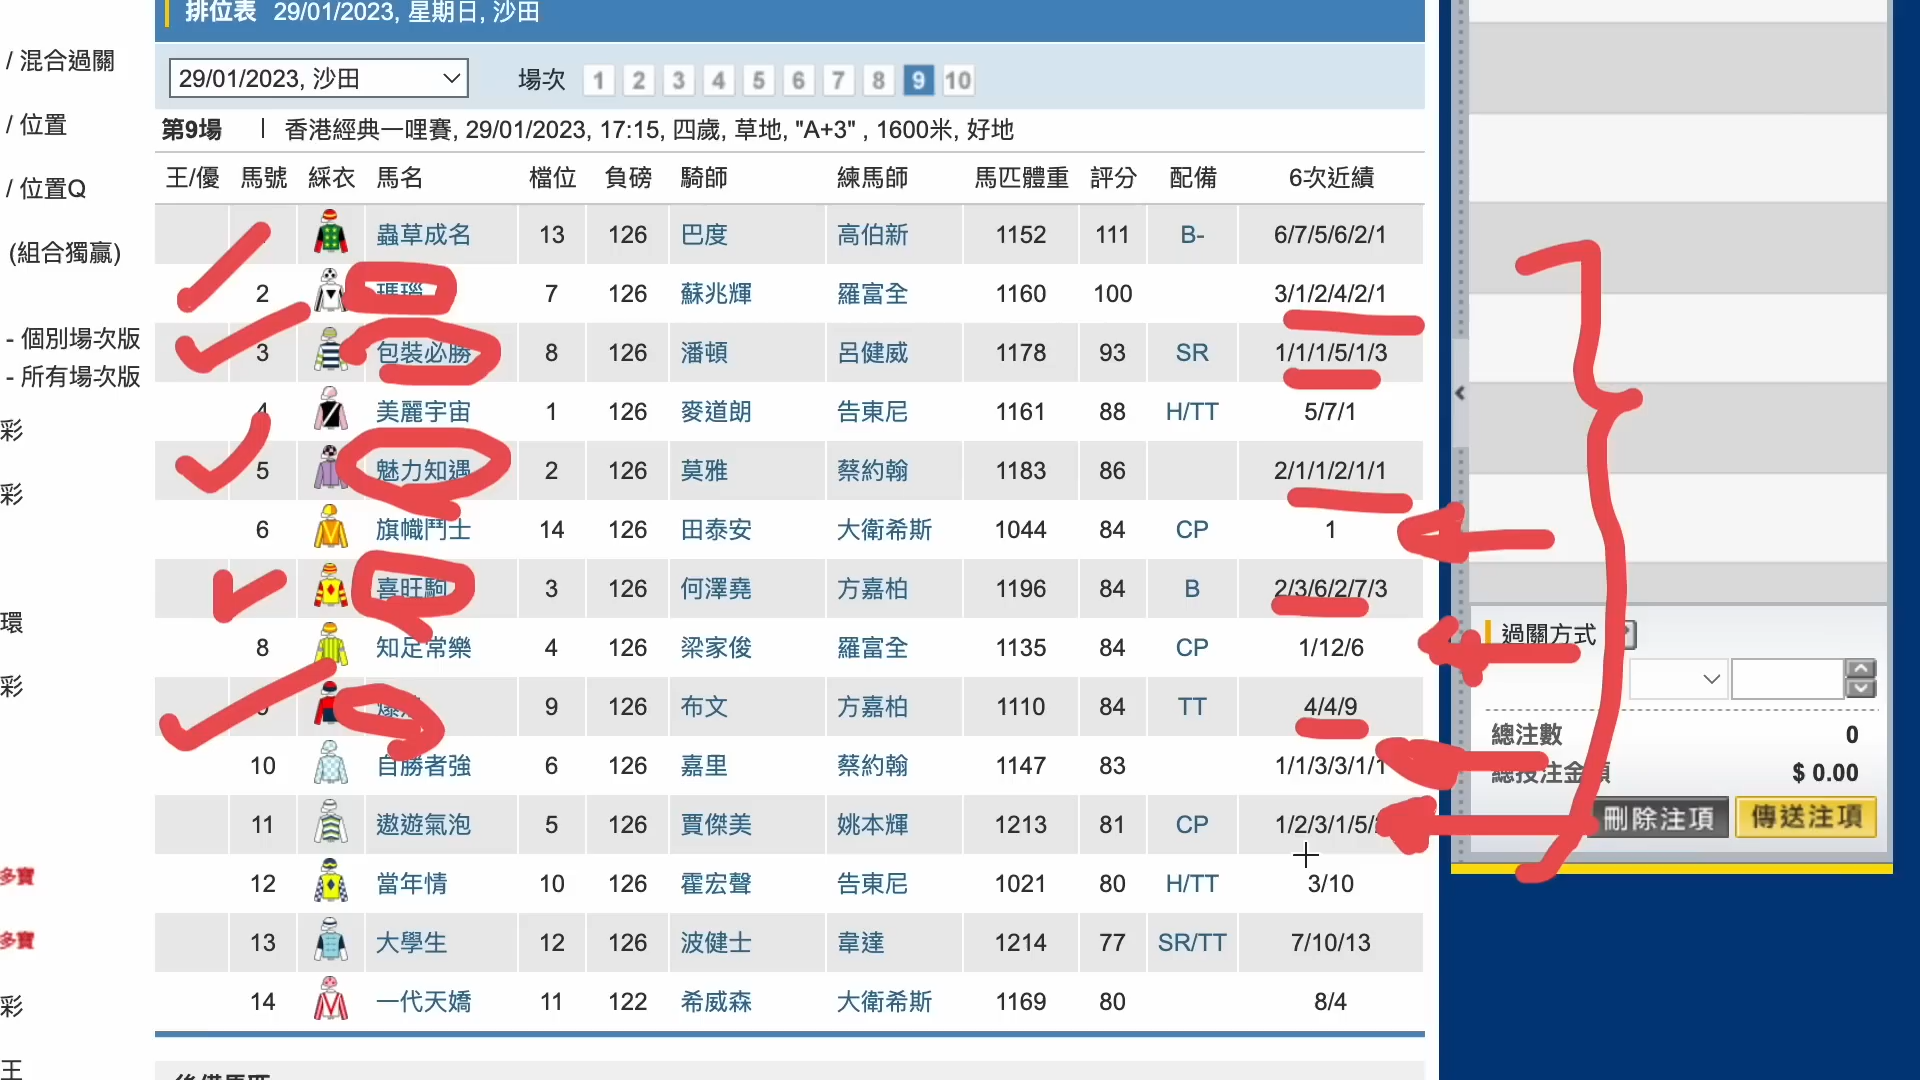 排位表 29/01/2023, 星期日, 沙田
/ 混合過關
/ 位置
/ 位置Q
(組合獨贏)
- 個別場次版
- 所有場次版
彩
彩
環
彩
多寶
多寶
彩
王
29/01/2023, 沙田 場次 1 2 3 4 5 6 7 8 9 10
第9場 | 香港經典一哩賽, 29/01/2023, 17:15, 四歲, 草地, "A+3" , 1600米, 好地
王/優 馬號 綵衣 馬名 檔位 負磅 騎師 練馬師 馬匹體重 評分 配備 6次近績
蟲草成名 13 126 巴度 高伯新 1152 111 B- 6/7/5/6/2/1
2 瑪瑙 7 126 蘇兆輝 羅富全 1160 100 3/1/2/4/2/1
3 包裝必勝 8 126 潘頓 呂健威 1178 93 SR 1/1/1/5/1/3
4 美麗宇宙 1 126 麥道朗 告東尼 1161 88 H/TT 5/7/1
5 魅力知遇 2 126 莫雅 蔡約翰 1183 86 2/1/1/2/1/1
6 旗幟鬥士 14 126 田泰安 大衛希斯 1044 84 CP 1
喜旺駒 3 126 何澤堯 方嘉柏 1196 84 B 2/3/6/2/7/3
8 知足常樂 4 126 梁家俊 羅富全 1135 84 CP 1/12/6
9 126 布文 方嘉柏 1110 84 TT 4/4/9
10 自勝者強 6 126 嘉里 蔡約翰 1147 83 1/1/3/3/1/1
11 遨遊氣泡 5 126 賈傑美 姚本輝 1213 81 CP 1/2/3/1/5/
12 當年情 10 126 霍宏聲 告東尼 1021 80 H/TT 3/10
13 大學生 12 126 波健士 韋達 1214 77 SR/TT 7/10/13
14 一代天嬌 11 122 希威森 大衛希斯 1169 80 8/4
後備馬匹
過關方式
總注數 0
總投注金額 $ 0.00
刪除注項 傳送注項